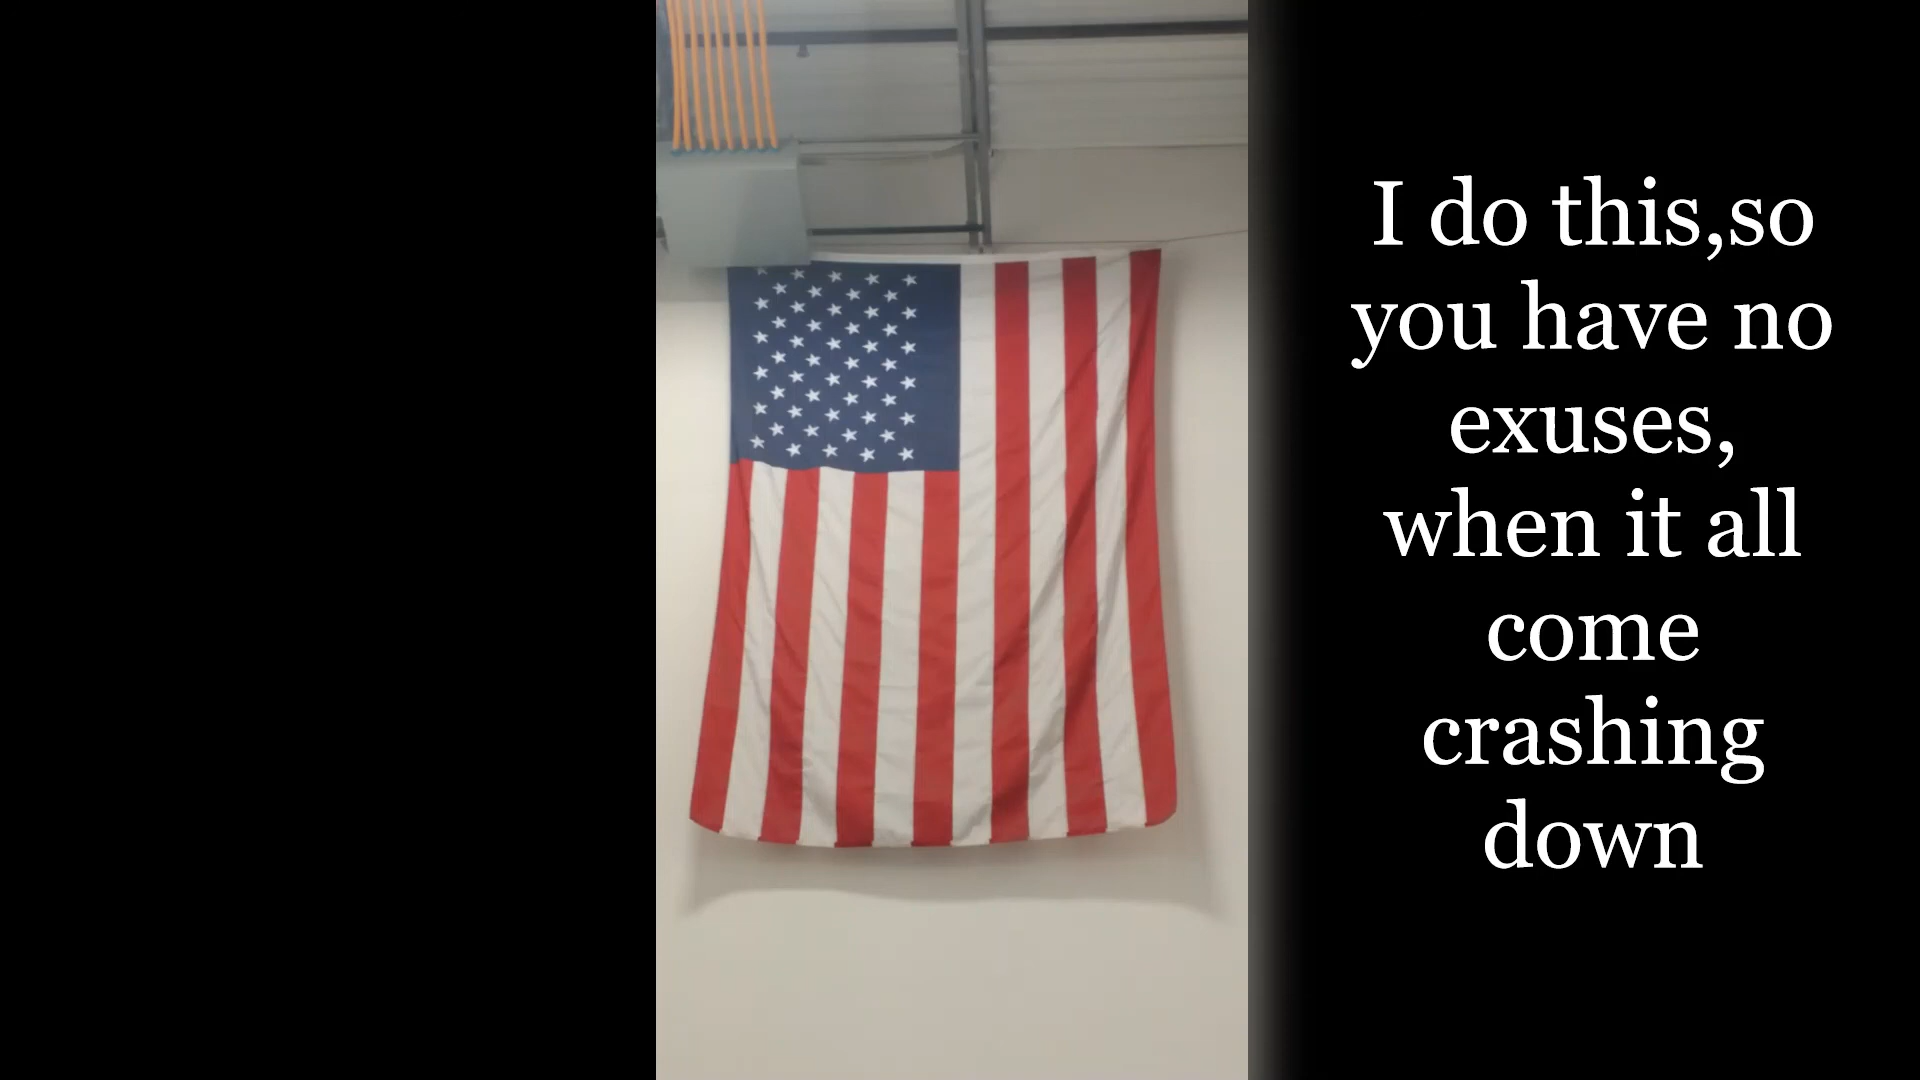 I do this,so
you have no
exuses,
when it all
come
crashing
down